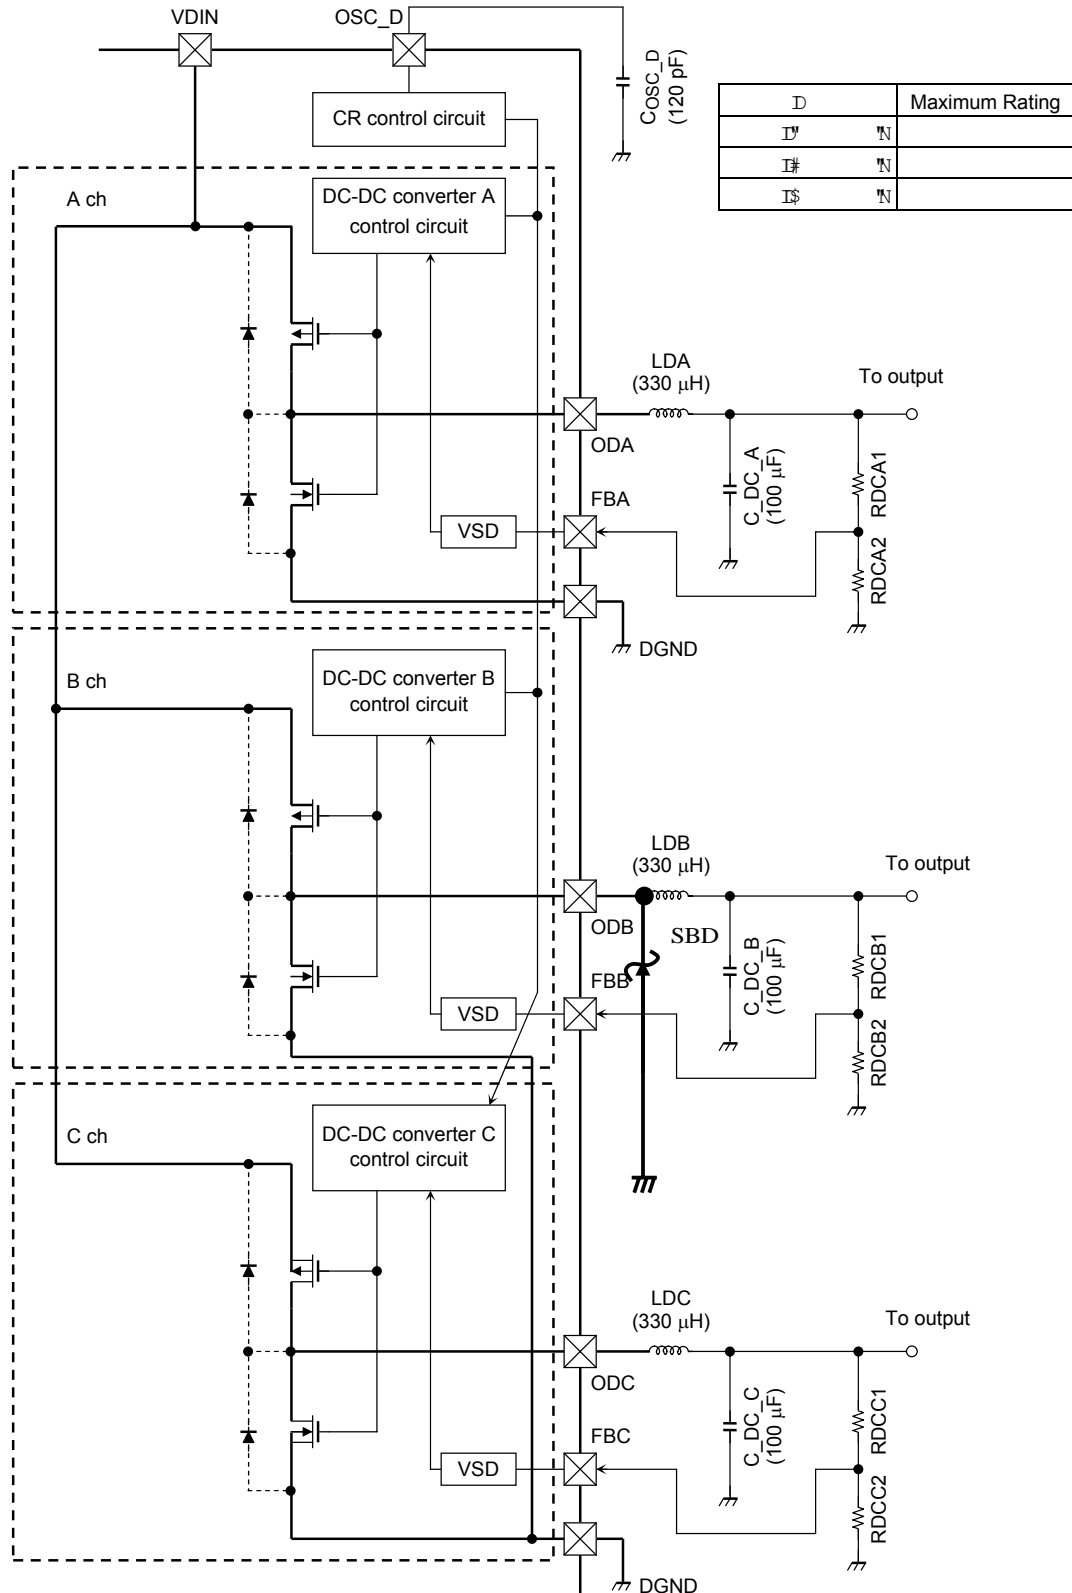 VDIN
OSC_D
COSC_D
(120 pF)
CR control circuit
Maximum Rating
A ch
DC-DC converter A
control circuit
LDA
(330 μH)
To output
ODA
C_DC_A
(100 μF)
RDCA1
FBA
VSD
RDCA2
DGND
B ch
DC-DC converter B
control circuit
LDB
(330 μH)
To output
ODB
SBD
C_DC_B
(100 μF)
RDCB1
FBB
VSD
RDCB2
C ch
DC-DC converter C
control circuit
LDC
(330 μH)
To output
ODC
C_DC_C
(100 μF)
RDCC1
FBC
VSD
RDCC2
DGND